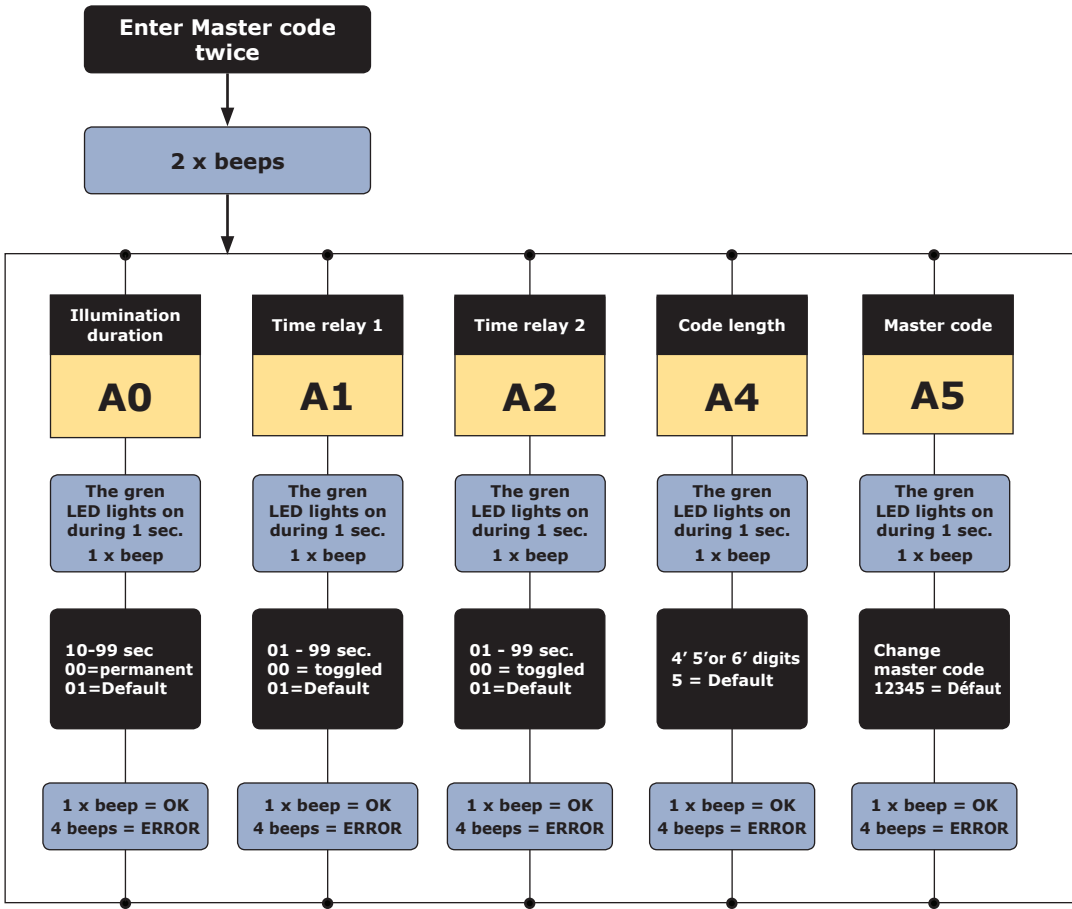 Enter Master code
twice
2 x beeps
Illumination
duration
A0
The gren
LED lights on
during 1 sec.
1 x beep
10-99 sec
00=permanent
01=Default
1 x beep = OK
4 beeps = ERROR
Time relay 1
A1
The gren
LED lights on
during 1 sec.
1 x beep
01 - 99 sec.
00 = toggled
01=Default
1 x beep = OK
4 beeps = ERROR
Time relay 2
A2
The gren
LED lights on
during 1 sec.
1 x beep
01 - 99 sec.
00 = toggled
01=Default
1 x beep = OK
4 beeps = ERROR
Code length
A4
The gren
LED lights on
during 1 sec.
1 x beep
4’ 5’or 6’ digits
5 = Default
1 x beep = OK
4 beeps = ERROR
Master code
A5
The gren
LED lights on
during 1 sec.
1 x beep
Change
master code
12345 = Défaut
1 x beep = OK
4 beeps = ERROR